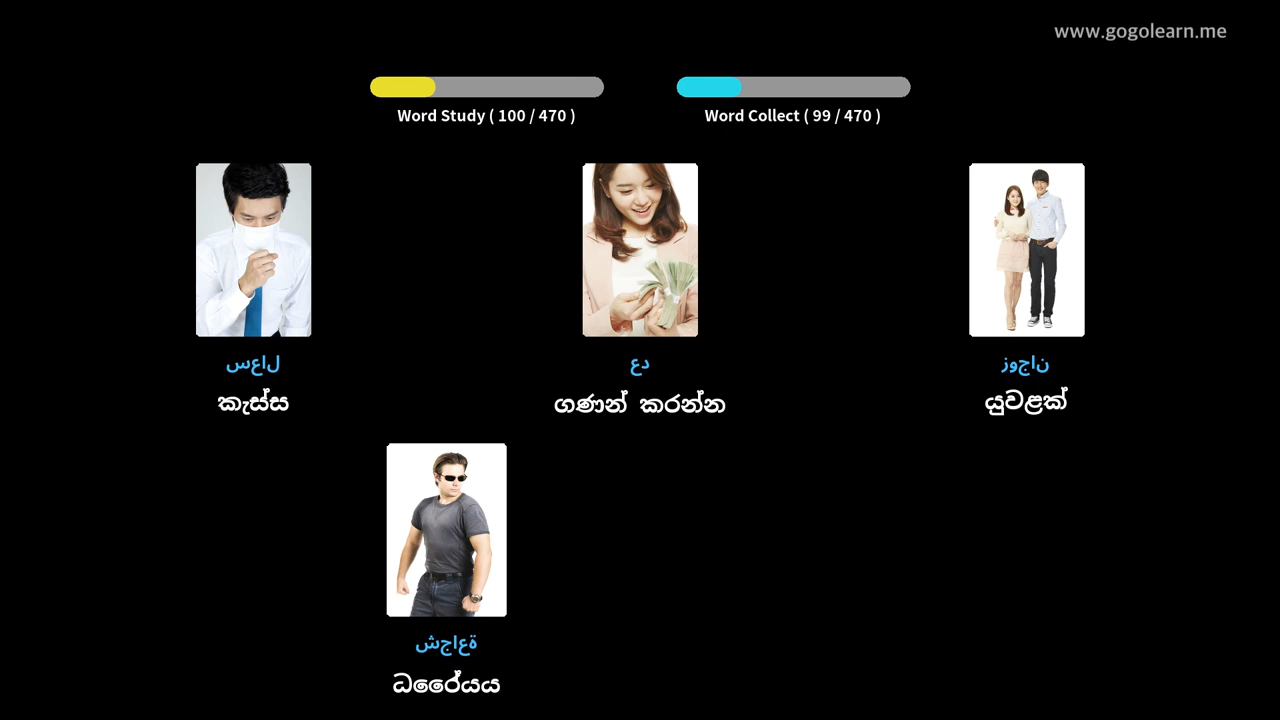 www.gogolearn.me
Word Study ( 100 / 470 )
Word Collect ( 99 / 470 )
سعال
عد
زوجان
කැස්ස
ගණන් කරන්න
යුවළක්
شجاعة
ධෛර්යය